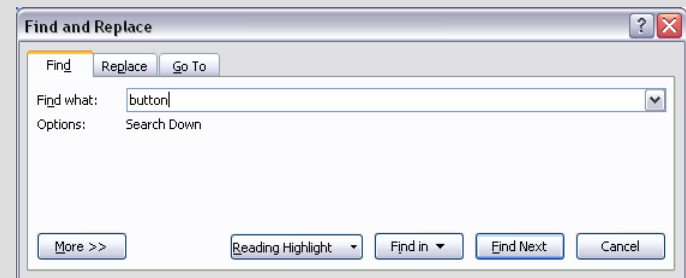 Find and Replace
Find Replace Go To
Find what: button
Options: Search Down
More >> Reading Highlight Find in Find Next Cancel